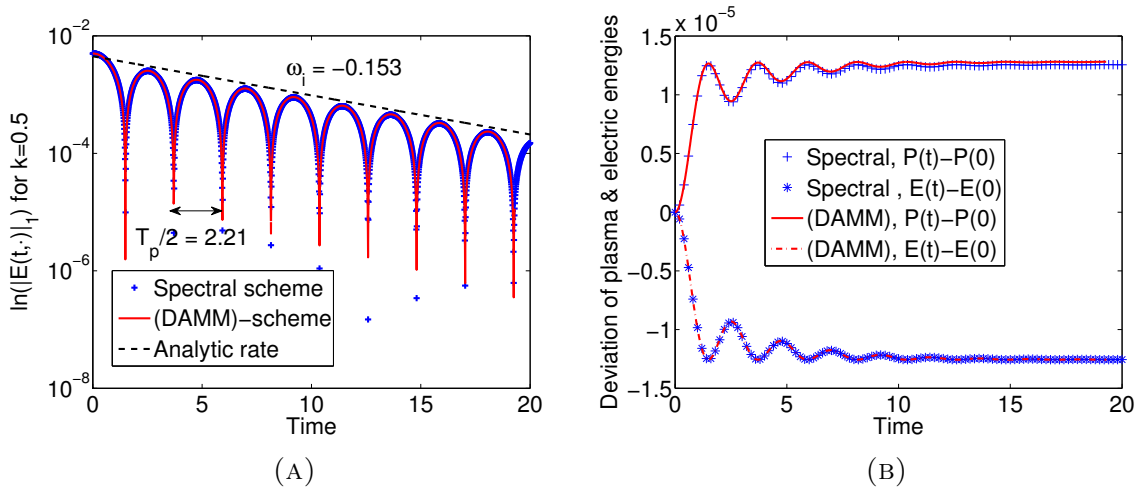 10^−2
10^−4
10^−6
10^−8
ln(|E(t,·)|_1) for k=0.5
ω_i = −0.153
T_p/2 = 2.21
Spectral scheme
(DAMM)−scheme
Analytic rate
0 5 10 15 20
Time
(A)
x 10^−5
1.5
1
0.5
0
−0.5
−1
−1.5
Deviation of plasma & electric energies
Spectral, P(t)−P(0)
Spectral , E(t)−E(0)
(DAMM), P(t)−P(0)
(DAMM), E(t)−E(0)
0 5 10 15 20
Time
(B)